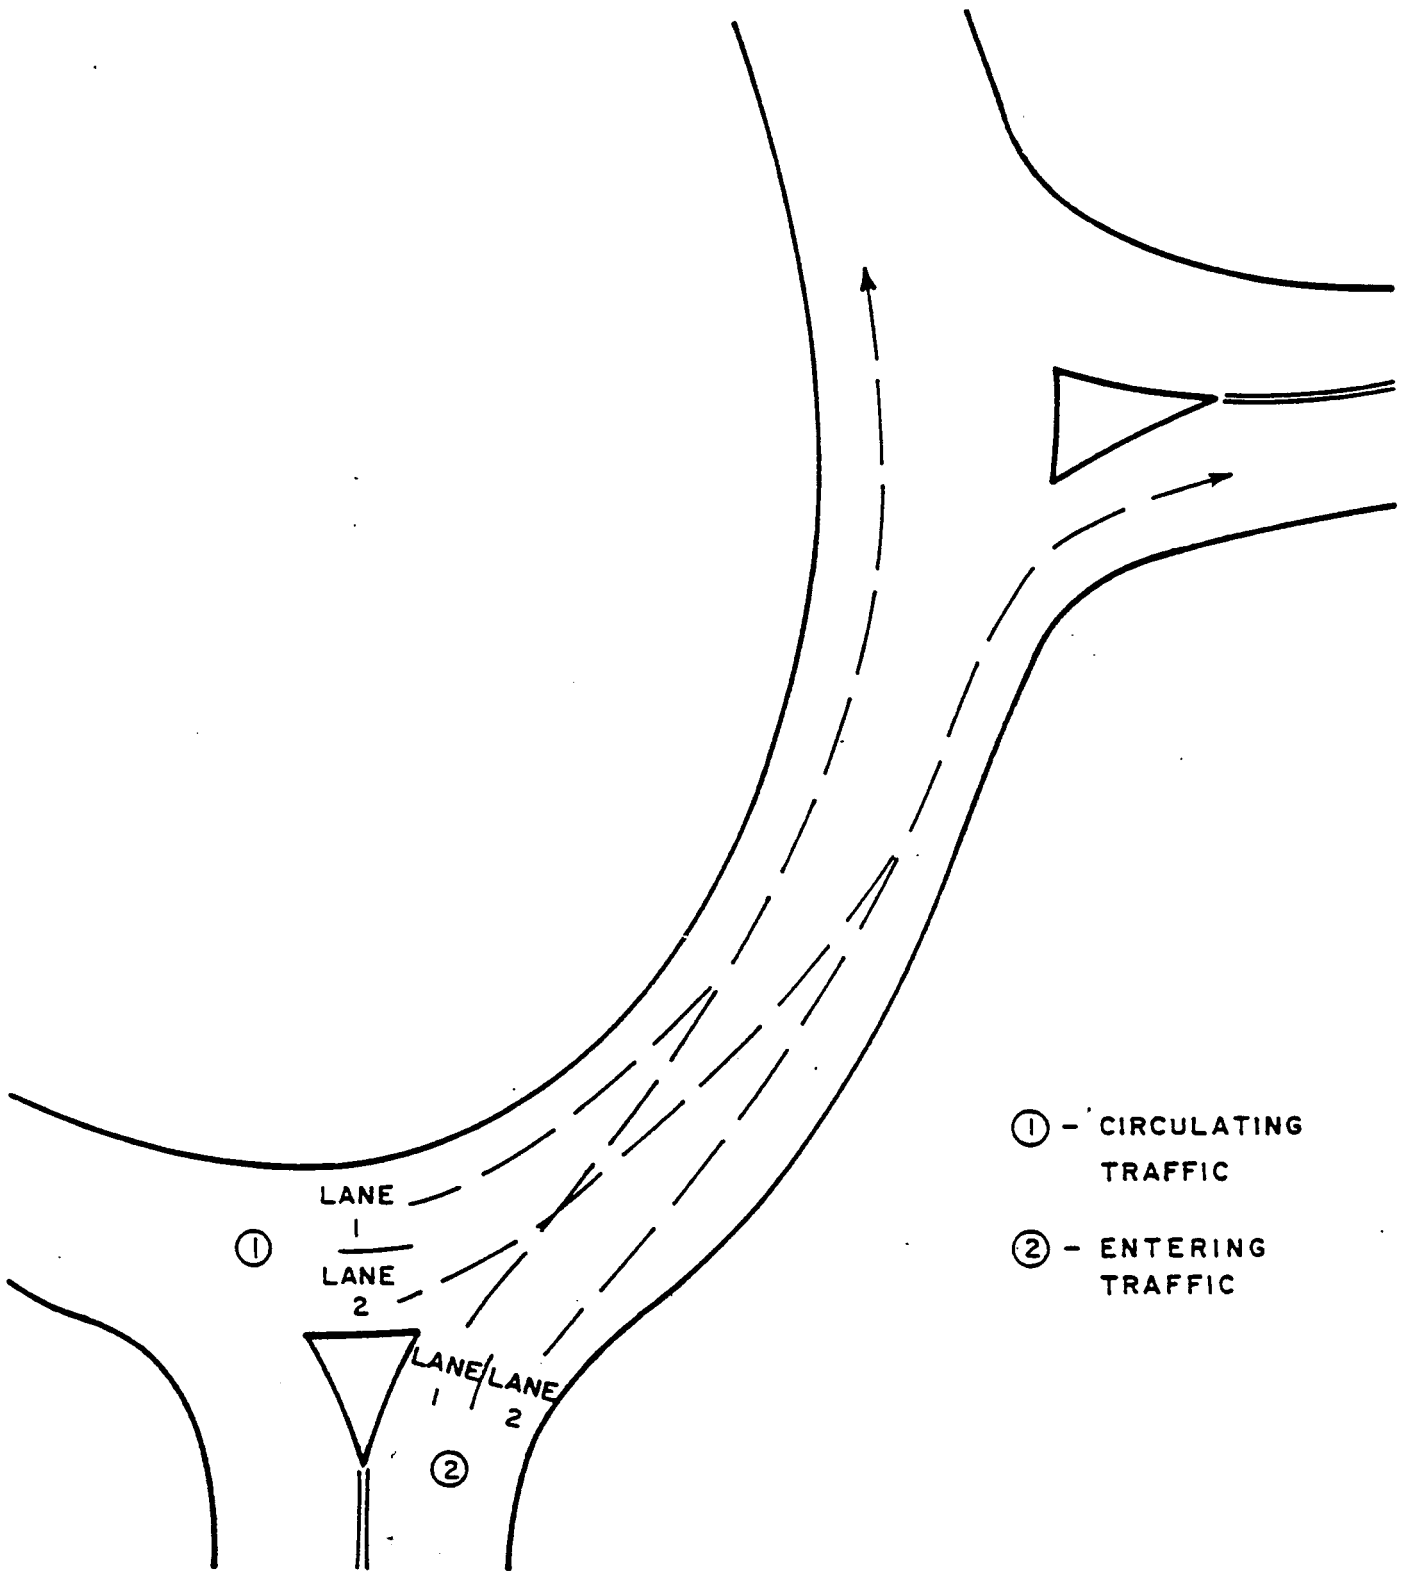 LANE
1
① LANE
2
LANE LANE
1 2
②
① - CIRCULATING
TRAFFIC
② - ENTERING
TRAFFIC